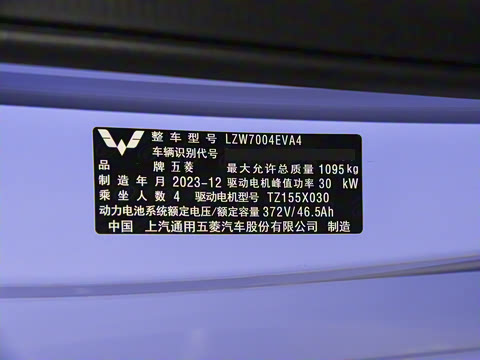 整车型号 LZW7004EVA4
车辆识别代号
品 牌 五菱 最大允许总质量 1095kg
制造年月 2023-12 驱动电机峰值功率 30 kW
乘坐人数 4 驱动电机型号 TZ155X030
动力电池系统额定电压/额定容量 372V/46.5Ah
中国 上汽通用五菱汽车股份有限公司 制造